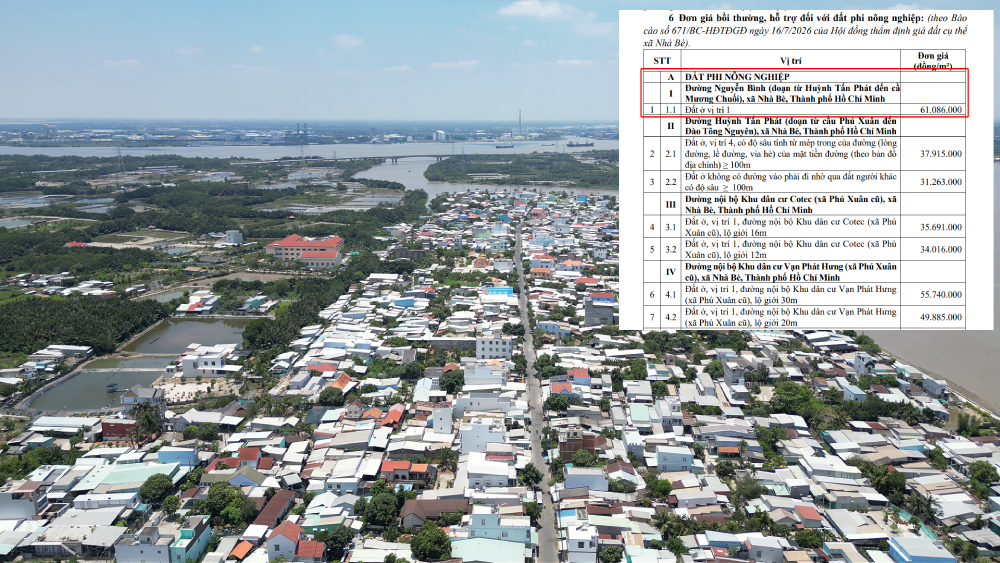 6 Đơn giá bồi thường, hỗ trợ đối với đất phi nông nghiệp: (theo Báo
cáo số 671/BC-HĐTĐGĐ ngày 16/7/2026 của Hội đồng thẩm định giá đất cụ thể
xã Nhà Bè).
STT Vị trí Đơn giá
(đồng/m²)
A ĐẤT PHI NÔNG NGHIỆP
I Đường Nguyễn Bình (đoạn từ Huỳnh Tấn Phát đến cầ
Mương Chuối), xã Nhà Bè, Thành phố Hồ Chí Minh
1 1.1 Đất ở vị trí 1 61.086.000
II Đường Huỳnh Tấn Phát (đoạn từ cầu Phú Xuân đến
Đào Tông Nguyên), xã Nhà Bè, Thành phố Hồ Chí Minh
2 2.1 Đất ở, vị trí 4, có độ sâu tính từ mép trong của đường (lòng
đường, lề đường, vỉa hè) của mặt tiền đường (theo bản đồ
địa chính) ≥ 100m 37.915.000
3 2.2 Đất ở không có đường vào phải đi nhờ qua đất người khác
có độ sâu ≥ 100m 31.263.000
III Đường nội bộ Khu dân cư Cotec (xã Phú Xuân cũ), xã
Nhà Bè, Thành phố Hồ Chí Minh
4 3.1 Đất ở, vị trí 1, đường nội bộ Khu dân cư Cotec (xã Phú
Xuân cũ), lộ giới 16m 35.691.000
5 3.2 Đất ở, vị trí 1, đường nội bộ Khu dân cư Cotec (xã Phú
Xuân cũ), lộ giới 12m 34.016.000
IV Đường nội bộ Khu dân cư Vạn Phát Hưng (xã Phú Xuân
cũ), xã Nhà Bè, Thành phố Hồ Chí Minh
6 4.1 Đất ở, vị trí 1, đường nội bộ Khu dân cư Vạn Phát Hưng
(xã Phú Xuân cũ), lộ giới 30m 55.740.000
7 4.2 Đất ở, vị trí 1, đường nội bộ Khu dân cư Vạn Phát Hưng
(xã Phú Xuân cũ), lộ giới 20m 49.885.000